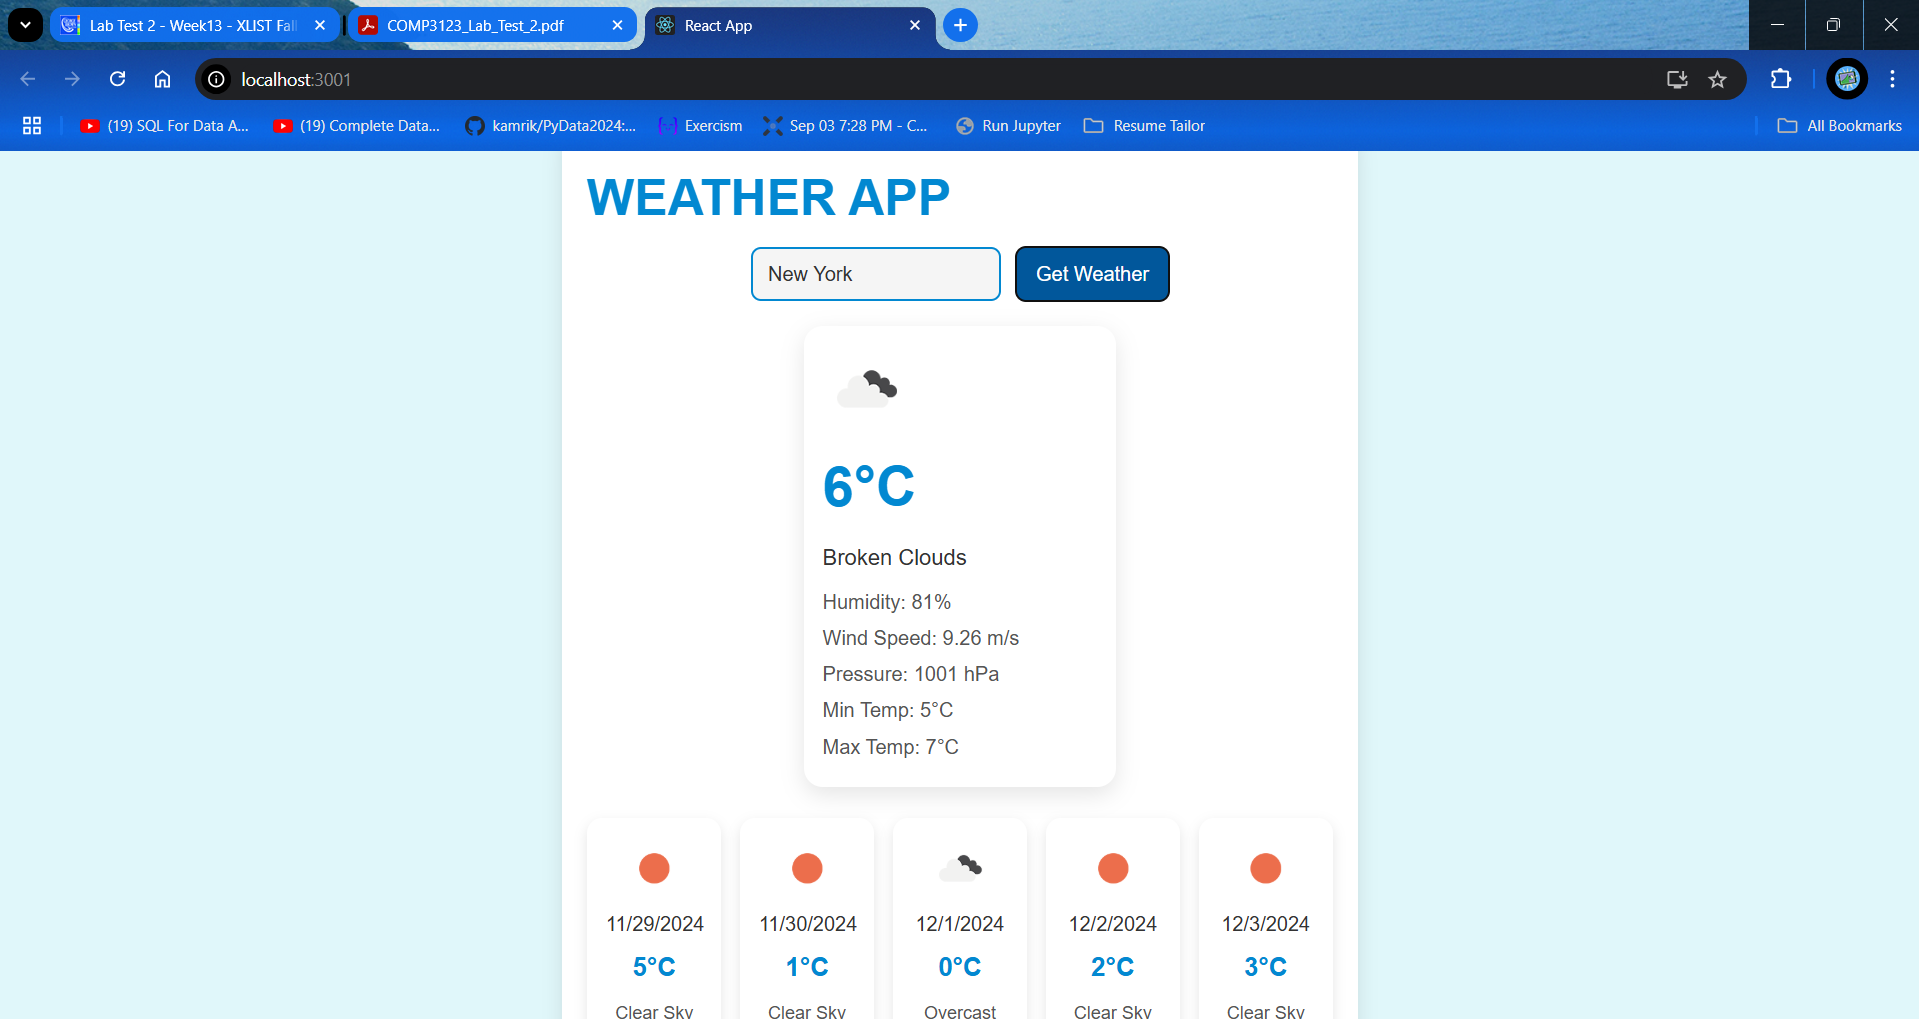 Lab Test 2 - Week13 - XLIST Fal
COMP3123_Lab_Test_2.pdf
React App
localhost:3001
(19) SQL For Data A...
(19) Complete Data...
kamrik/PyData2024:...
Exercism
Sep 03 7:28 PM - C...
Run Jupyter
Resume Tailor
All Bookmarks
WEATHER APP
New York
Get Weather
6°C
Broken Clouds
Humidity: 81%
Wind Speed: 9.26 m/s
Pressure: 1001 hPa
Min Temp: 5°C
Max Temp: 7°C
11/29/2024
5°C
Clear Sky
11/30/2024
1°C
Clear Sky
12/1/2024
0°C
Overcast
12/2/2024
2°C
Clear Sky
12/3/2024
3°C
Clear Sky